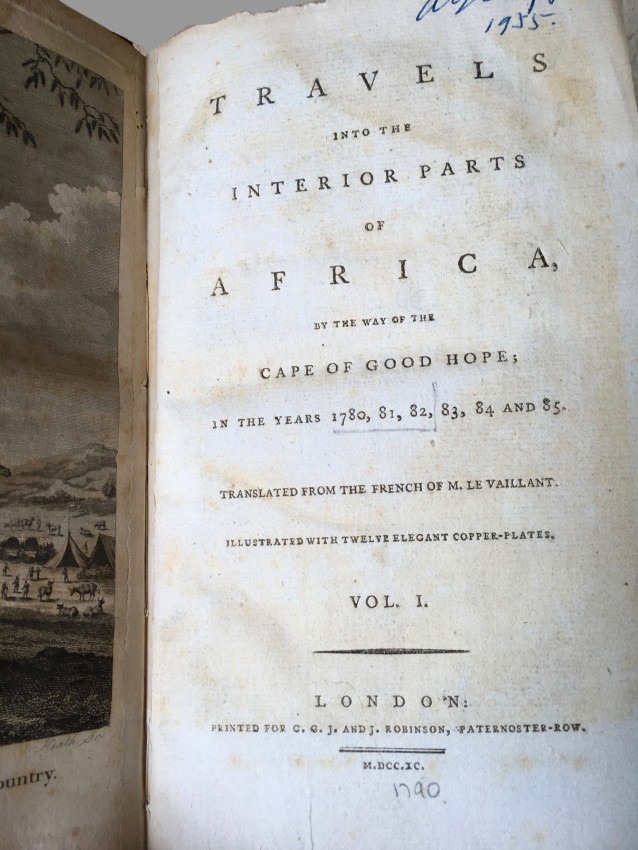 1955.
TRAVELS
INTO THE
INTERIOR PARTS
OF
AFRICA,
BY THE WAY OF THE
CAPE OF GOOD HOPE;
IN THE YEARS 1780, 81, 82, 83, 84 AND 85.
TRANSLATED FROM THE FRENCH OF M. LE VAILLANT.
ILLUSTRATED WITH TWELVE ELEGANT COPPER-PLATES.
VOL. I.
LONDON:
PRINTED FOR G. G. J. AND J. ROBINSON, PATERNOSTER-ROW.
M.DCC.XC.
1790
Heath Sc.
ountry.